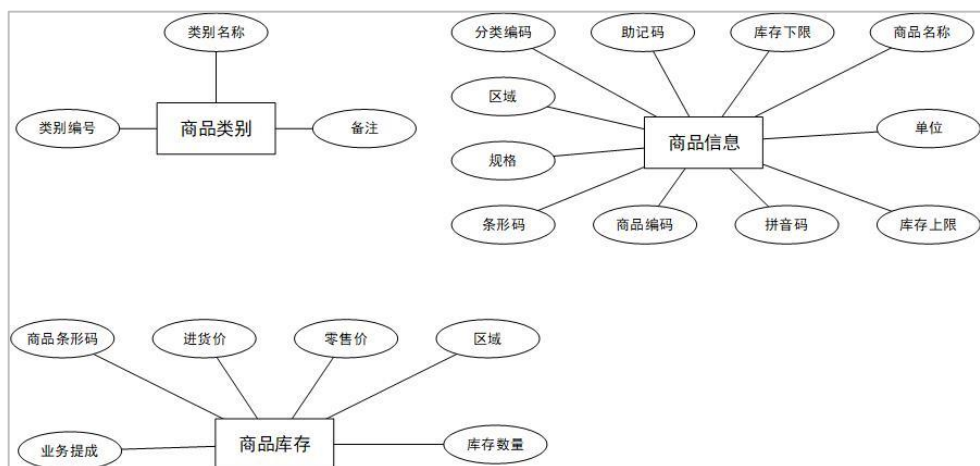 类别名称
类别编号
商品类别
备注
分类编码
助记码
库存下限
商品名称
区域
商品信息
单位
规格
条形码
商品编码
拼音码
库存上限
商品条形码
进货价
零售价
区域
业务提成
商品库存
库存数量